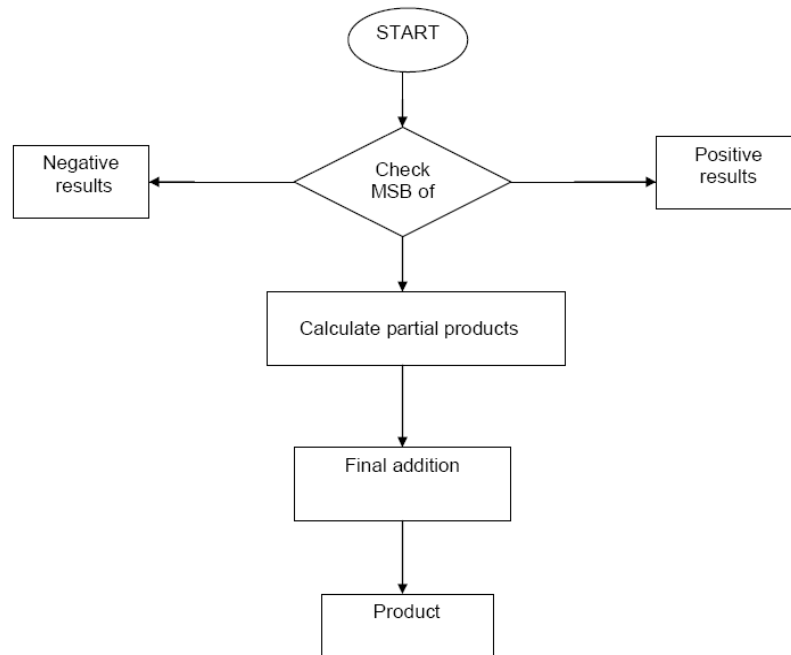 START
Negative
results
Check
MSB of
Positive
results
Calculate partial products
Final addition
Product